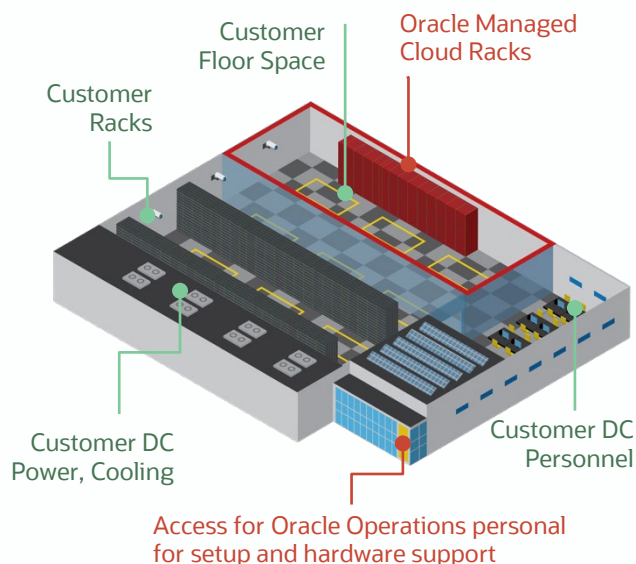 Customer
Floor Space
Oracle Managed
Cloud Racks
Customer
Racks
Customer DC
Power, Cooling
Customer DC
Personnel
Access for Oracle Operations personal
for setup and hardware support